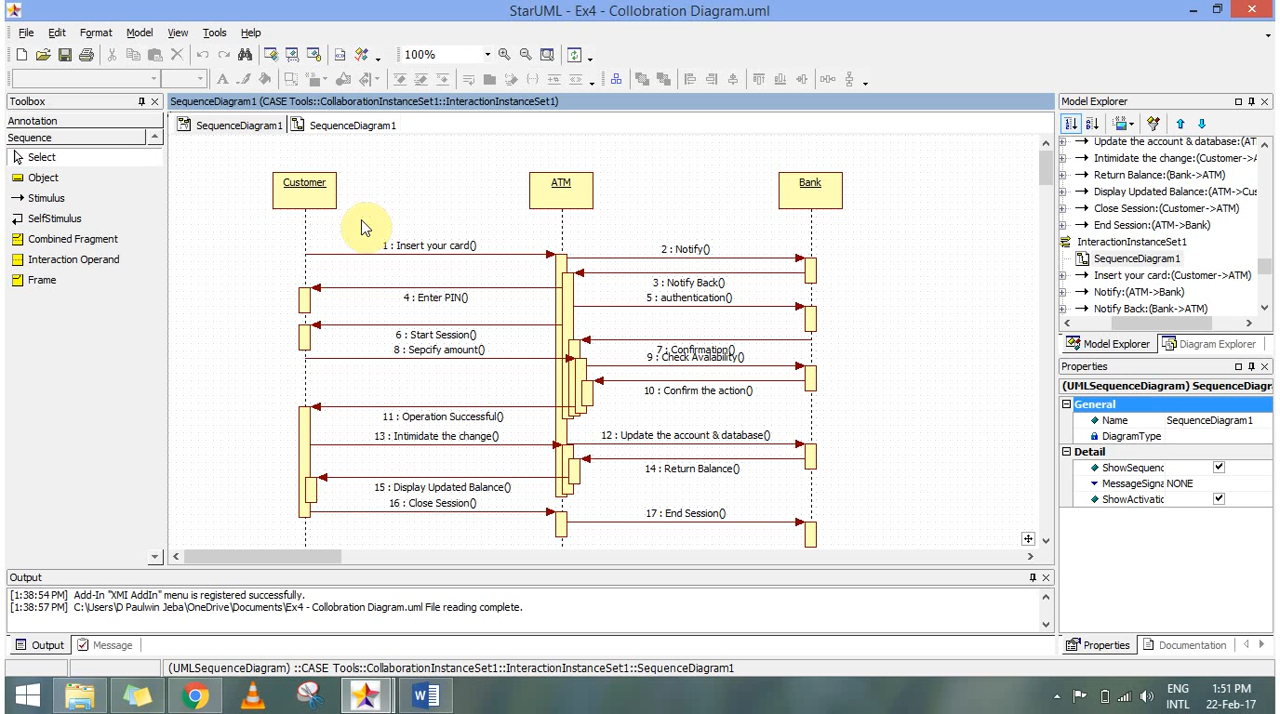 StarUML - Ex4 - Collobration Diagram.uml
File Edit Format Model View Tools Help
100%
Toolbox
Annotation
Sequence
Select
Object
Stimulus
SelfStimulus
Combined Fragment
Interaction Operand
Frame
SequenceDiagram1 (CASE Tools::CollaborationInstanceSet1::InteractionInstanceSet1)
SequenceDiagram1 SequenceDiagram1
Customer ATM Bank
1 : Insert your card()
2 : Notify()
3 : Notify Back()
4 : Enter PIN()
5 : authentication()
6 : Start Session()
7 : Confirmation()
8 : Sepcify amount()
9 : Check Avalability()
10 : Confirm the action()
11 : Operation Successful()
12 : Update the account & database()
13 : Intimidate the change()
14 : Return Balance()
15 : Display Updated Balance()
16 : Close Session()
17 : End Session()
Model Explorer
Update the account & database:(ATM
Intimidate the change:(Customer->A
Return Balance:(Bank->ATM)
Display Updated Balance:(ATM->Cus
Close Session:(Customer->ATM)
End Session:(ATM->Bank)
InteractionInstanceSet1
SequenceDiagram1
Insert your card:(Customer->ATM)
Notify:(ATM->Bank)
Notify Back:(Bank->ATM)
Model Explorer Diagram Explorer
Properties
(UMLSequenceDiagram) SequenceDiagr
General
Name SequenceDiagram1
DiagramType
Detail
ShowSequenc
MessageSigna NONE
ShowActivatic
Properties Documentation
Output
[1:38:54 PM] Add-In "XMI AddIn" menu is registered successfully.
[1:38:57 PM] C:\Users\D Paulwin Jeba\OneDrive\Documents\Ex4 - Collobration Diagram.uml File reading complete.
Output Message
(UMLSequenceDiagram) ::CASE Tools::CollaborationInstanceSet1::InteractionInstanceSet1::SequenceDiagram1
ENG
INTL
1:51 PM
22-Feb-17